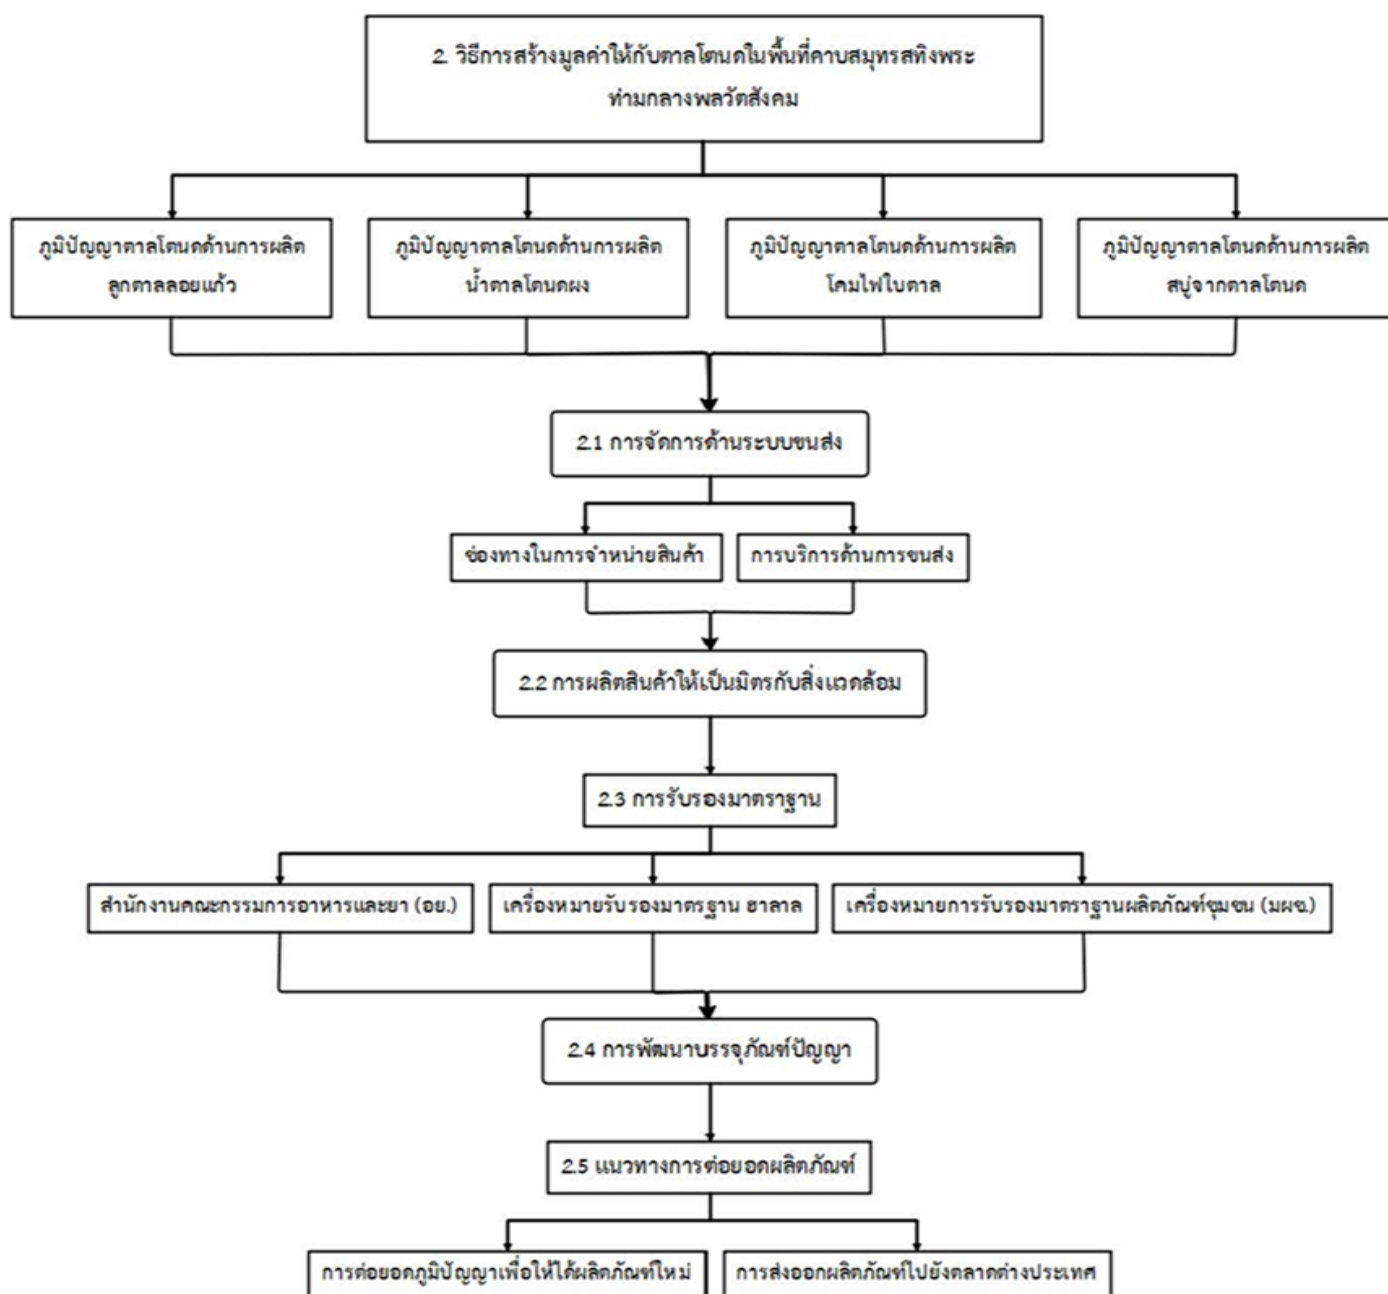 2. วิธีการสร้างมูลค่าให้กับตาลโตนดในพื้นที่คาบสมุทรสทิงพระ
ท่ามกลางพลวัตสังคม
ภูมิปัญญาตาลโตนดด้านการผลิต
ลูกตาลลอยแก้ว
ภูมิปัญญาตาลโตนดด้านการผลิต
น้ำตาลโตนดผง
ภูมิปัญญาตาลโตนดด้านการผลิต
โคมไฟใบตาล
ภูมิปัญญาตาลโตนดด้านการผลิต
สบู่จากตาลโตนด
2.1 การจัดการด้านระบบขนส่ง
ช่องทางในการจำหน่ายสินค้า
การบริการด้านการขนส่ง
2.2 การผลิตสินค้าให้เป็นมิตรกับสิ่งแวดล้อม
2.3 การรับรองมาตราฐาน
สำนักงานคณะกรรมการอาหารและยา (อย.)
เครื่องหมายรับรองมาตรฐาน ฮาลาล
เครื่องหมายการรับรองมาตราฐานผลิตภัณฑ์ชุมชน (มผช.)
2.4 การพัฒนาบรรจุภัณฑ์ปัญญา
2.5 แนวทางการต่อยอดผลิตภัณฑ์
การต่อยอดภูมิปัญญาเพื่อให้ได้ผลิตภัณฑ์ใหม่
การส่งออกผลิตภัณฑ์ไปยังตลาดต่างประเทศ